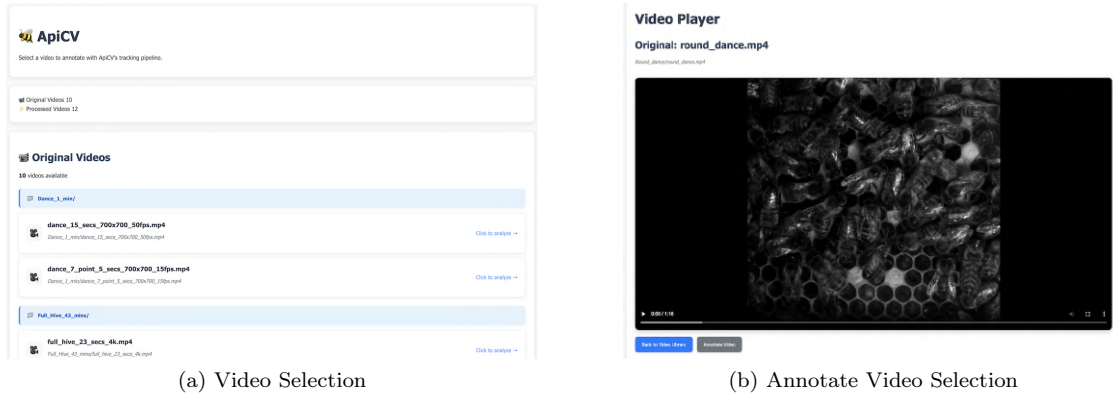 ApiCV
Select a video to annotate with ApiCV's tracking pipeline.
Original Videos 10
Processed Videos 12
Original Videos
10 videos available
Dance_1_min/
dance_15_secs_700x700_50fps.mp4
Dance_1_min/dance_15_secs_700x700_50fps.mp4
Click to analyze →
dance_7_point_5_secs_700x700_15fps.mp4
Dance_1_min/dance_7_point_5_secs_700x700_15fps.mp4
Click to analyze →
Full_Hive_43_mins/
full_hive_23_secs_4k.mp4
Full_Hive_43_mins/full_hive_23_secs_4k.mp4
Click to analyze →
(a) Video Selection
Video Player
Original: round_dance.mp4
Round_dance/round_dance.mp4
0:00 / 1:16
Back to Video Library
Annotate Video
(b) Annotate Video Selection